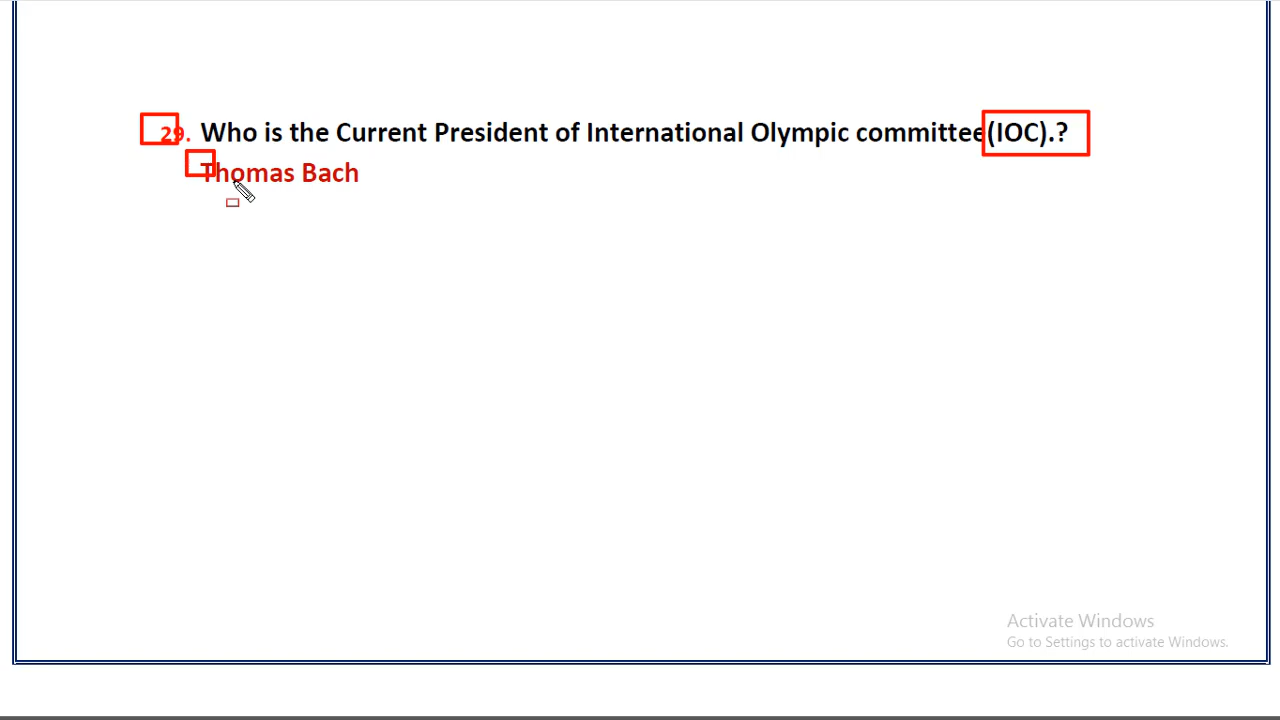 29. Who is the Current President of International Olympic committee(IOC).?
Thomas Bach
Activate Windows
Go to Settings to activate Windows.